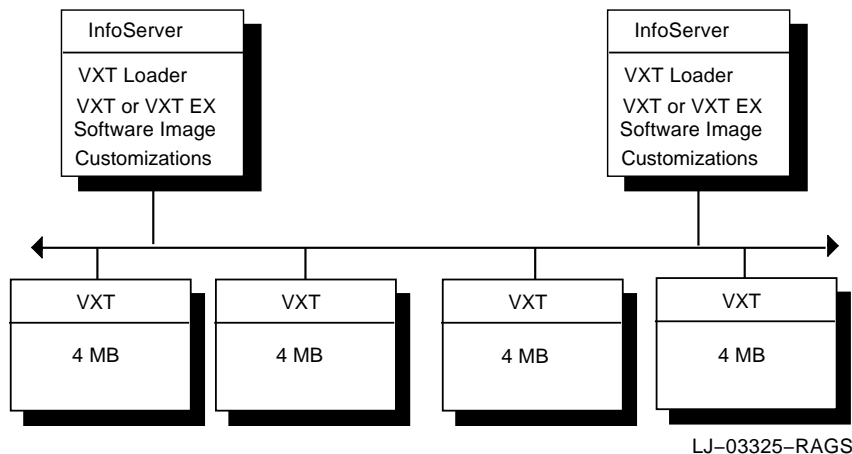 InfoServer
VXT Loader
VXT or VXT EX
Software Image
Customizations
InfoServer
VXT Loader
VXT or VXT EX
Software Image
Customizations
VXT
4 MB
VXT
4 MB
VXT
4 MB
VXT
4 MB
LJ–03325–RAGS